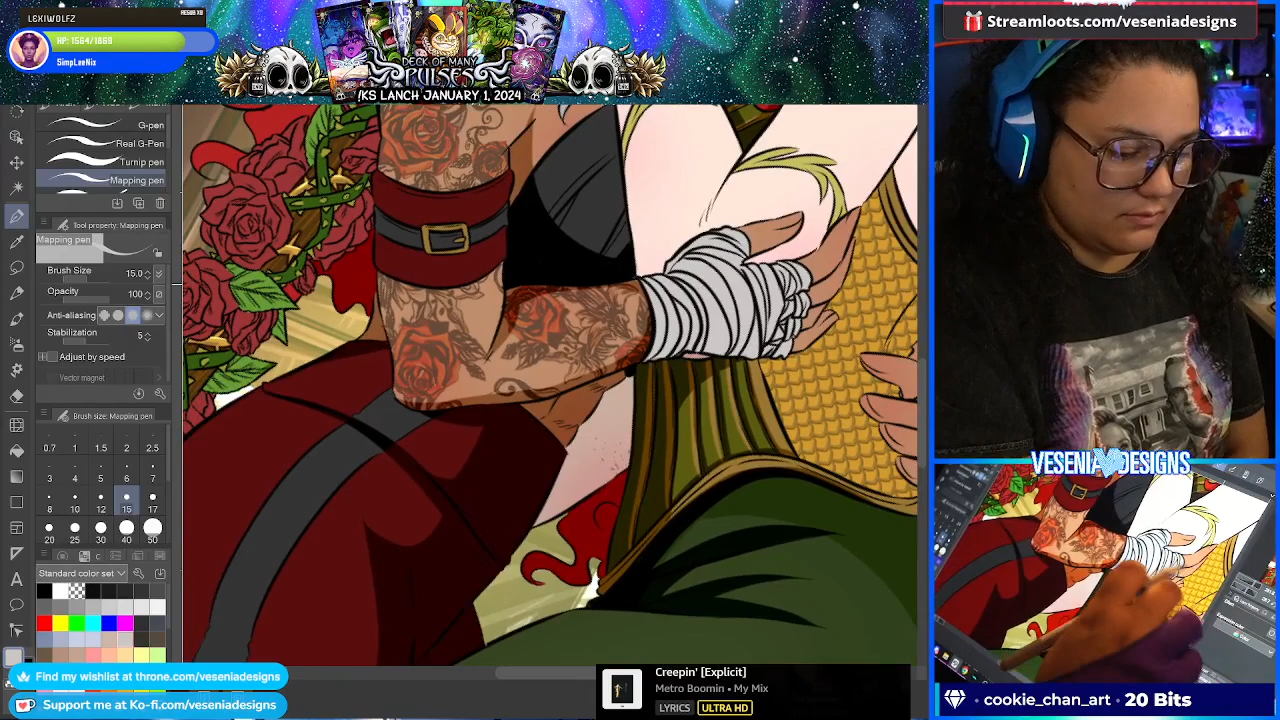 LEXIWOLFZ
HP: 1564/1869
SimpLeeNix
DECK OF MANY
PULSES
/KS LANCH JANUARY 1, 2024
Streamloots.com/veseniadesigns
G-pen
Real G-Pen
Turnip pen
Mapping pen
Tool property: Mapping pen
Mapping pen
Brush Size 15.0
Opacity 100
Anti-aliasing
Stabilization 5
Adjust by speed
Vector magnet
Brush size: Mapping pen
0.7 1 1.5 2 2.5
3 4 5 6 7
8 10 12 15 17
20 25 30 40 50
Standard color set
Find my wishlist at throne.com/veseniadesigns
Support me at Ko-fi.com/veseniadesigns
Creepin' [Explicit]
Metro Boomin • My Mix
LYRICS ULTRA HD
VESENIA DESIGNS
cookie_chan_art • 20 Bits